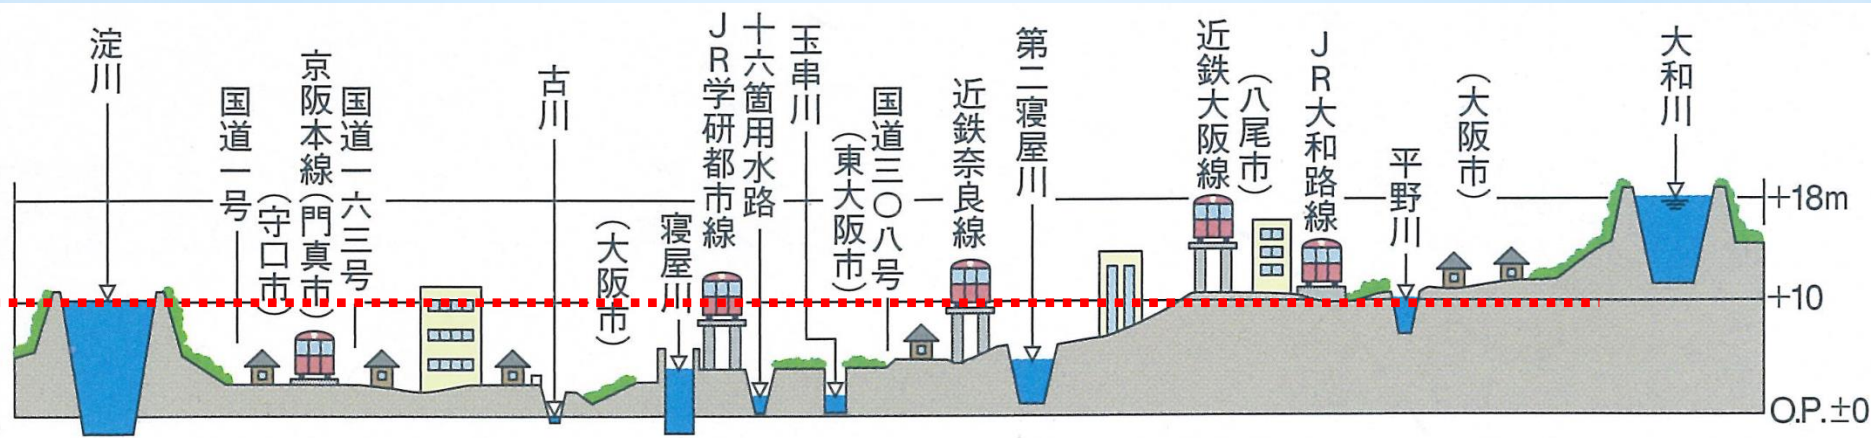 淀川
国道一号
(守口市)
京阪本線(門真市)
国道一六三号
古川
(大阪市)
寝屋川
JR学研都市線
十六箇用水路
玉串川
(東大阪市)
国道三〇八号
近鉄奈良線
第二寝屋川
近鉄大阪線
(八尾市)
JR大和路線
平野川
(大阪市)
大和川
+18m
+10
O.P.±0